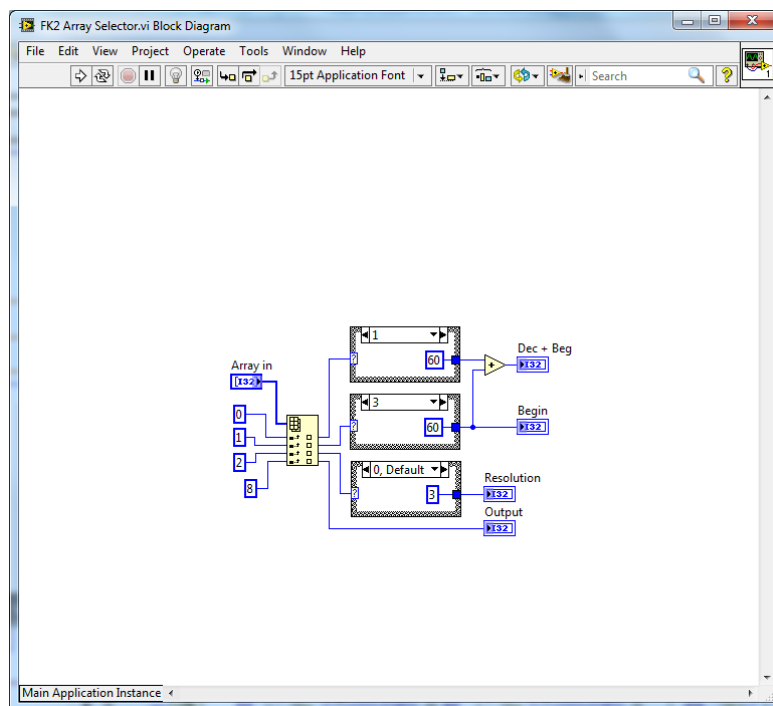 FK2 Array Selector.vi Block Diagram
File Edit View Project Operate Tools Window Help
15pt Application Font
Search
1
1
60
Dec + Beg
I32
Array in
I32
3
60
Begin
I32
0
1
2
8
0, Default
3
Resolution
I32
Output
I32
Main Application Instance